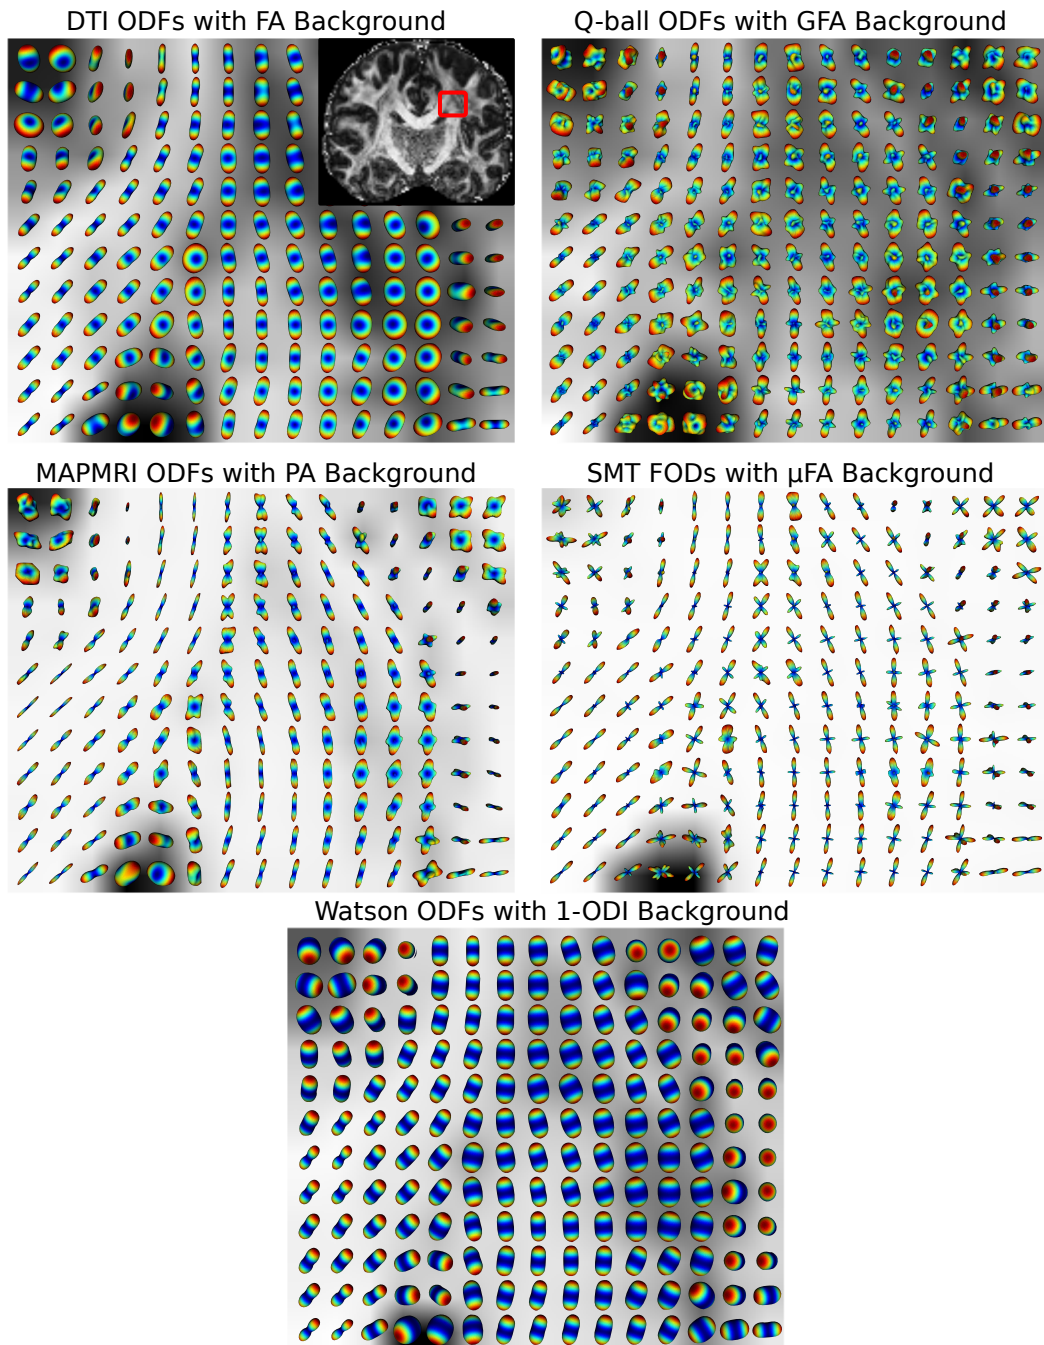 DTI ODFs with FA Background
Q-ball ODFs with GFA Background
MAPMRI ODFs with PA Background
SMT FODs with μFA Background
Watson ODFs with 1-ODI Background